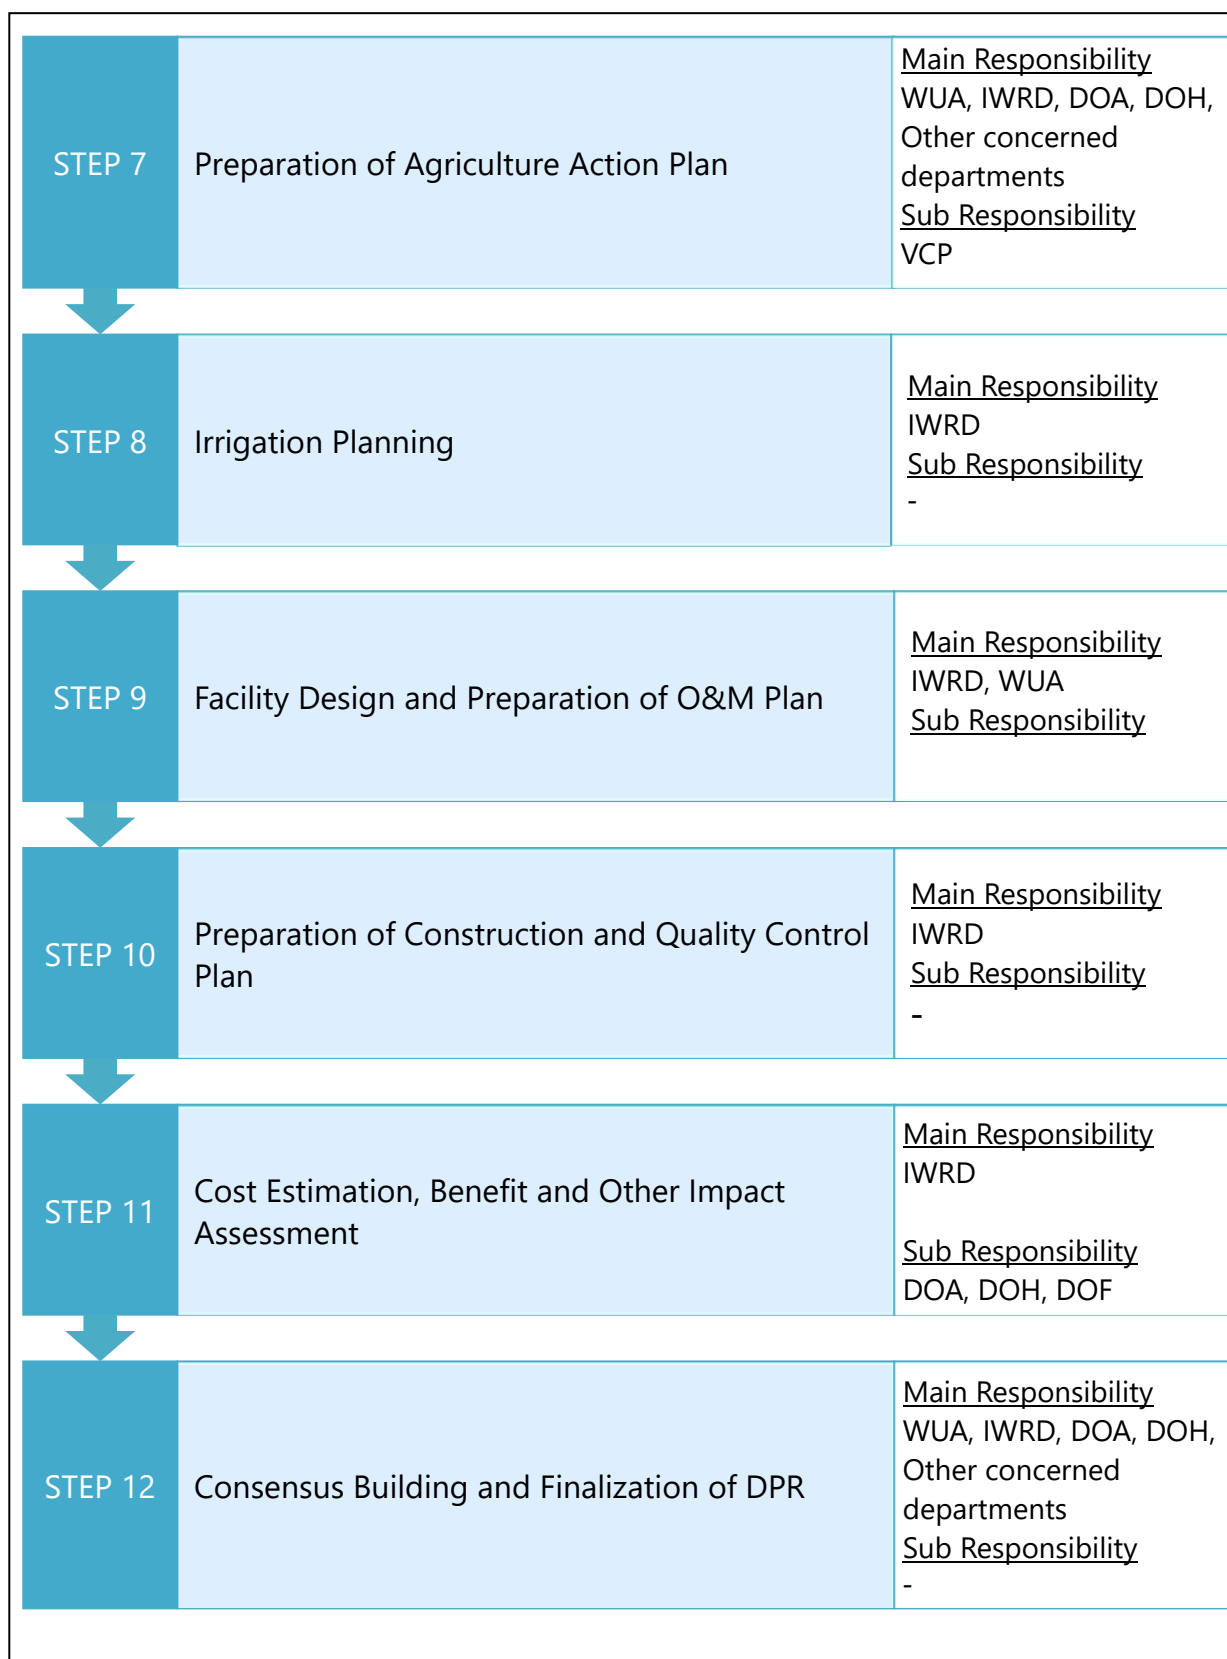 STEP 7
Preparation of Agriculture Action Plan
Main Responsibility
WUA, IWRD, DOA, DOH,
Other concerned
departments
Sub Responsibility
VCP
STEP 8
Irrigation Planning
Main Responsibility
IWRD
Sub Responsibility
-
STEP 9
Facility Design and Preparation of O&M Plan
Main Responsibility
IWRD, WUA
Sub Responsibility
STEP 10
Preparation of Construction and Quality Control
Plan
Main Responsibility
IWRD
Sub Responsibility
-
STEP 11
Cost Estimation, Benefit and Other Impact
Assessment
Main Responsibility
IWRD
Sub Responsibility
DOA, DOH, DOF
STEP 12
Consensus Building and Finalization of DPR
Main Responsibility
WUA, IWRD, DOA, DOH,
Other concerned
departments
Sub Responsibility
-